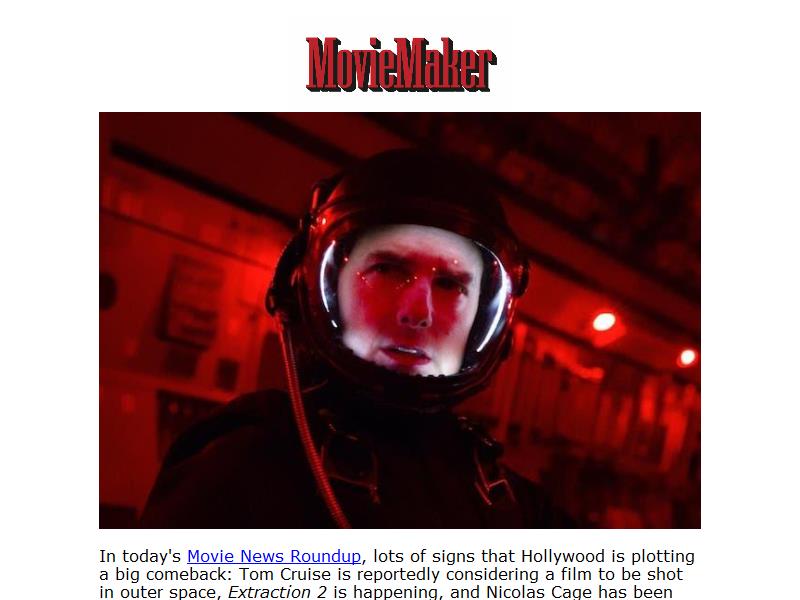 MovieMaker
In today's Movie News Roundup, lots of signs that Hollywood is plotting
a big comeback: Tom Cruise is reportedly considering a film to be shot
in outer space, Extraction 2 is happening, and Nicolas Cage has been